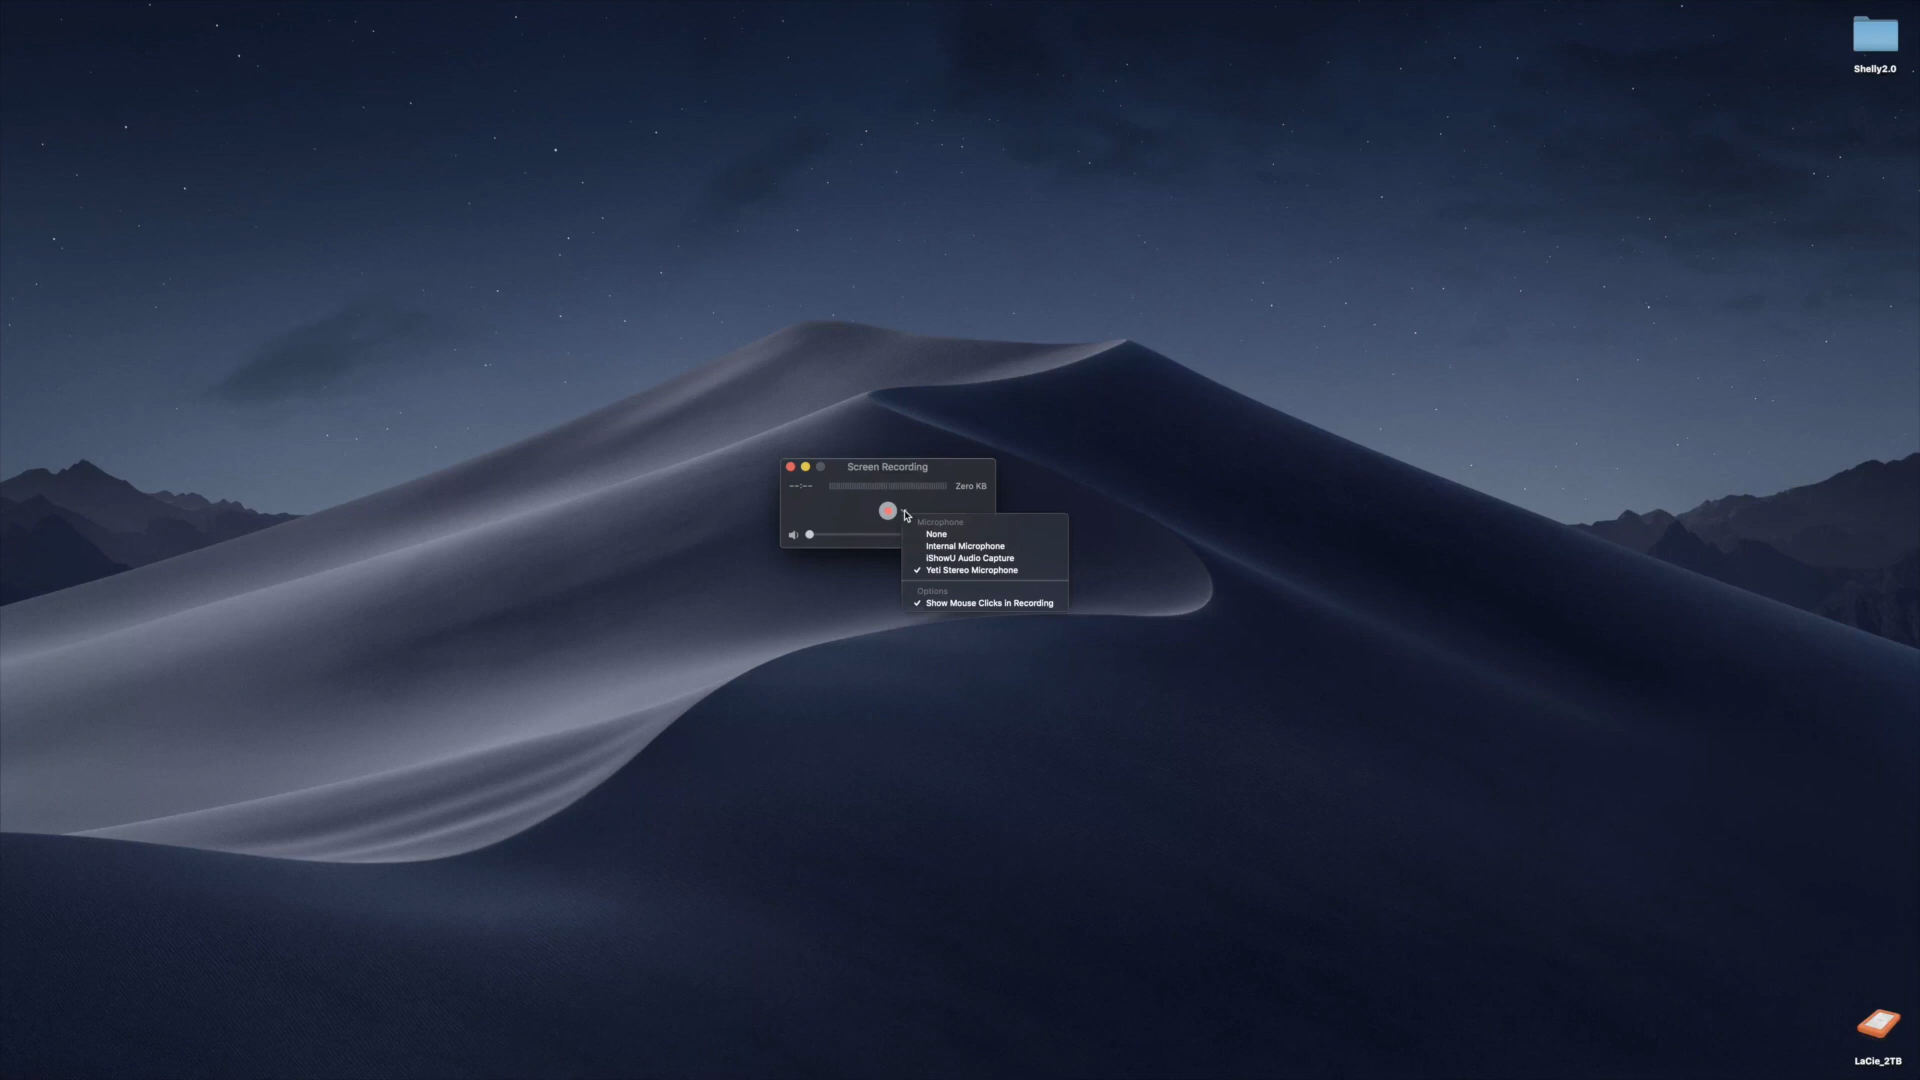 Shelly2.0
Screen Recording
--:--
Zero KB
Microphone
None
Internal Microphone
iShowU Audio Capture
Yeti Stereo Microphone
Options
Show Mouse Clicks in Recording
LaCie_2TB